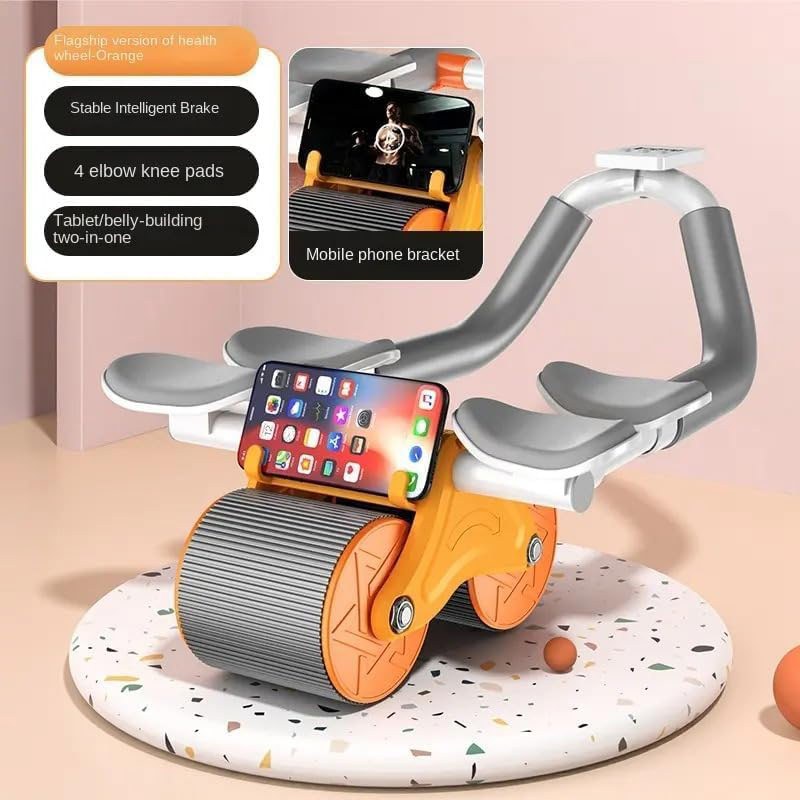 Flagship version of health
wheel-Orange
Stable Intelligent Brake
4 elbow knee pads
Tablet/belly-building
two-in-one
Mobile phone bracket